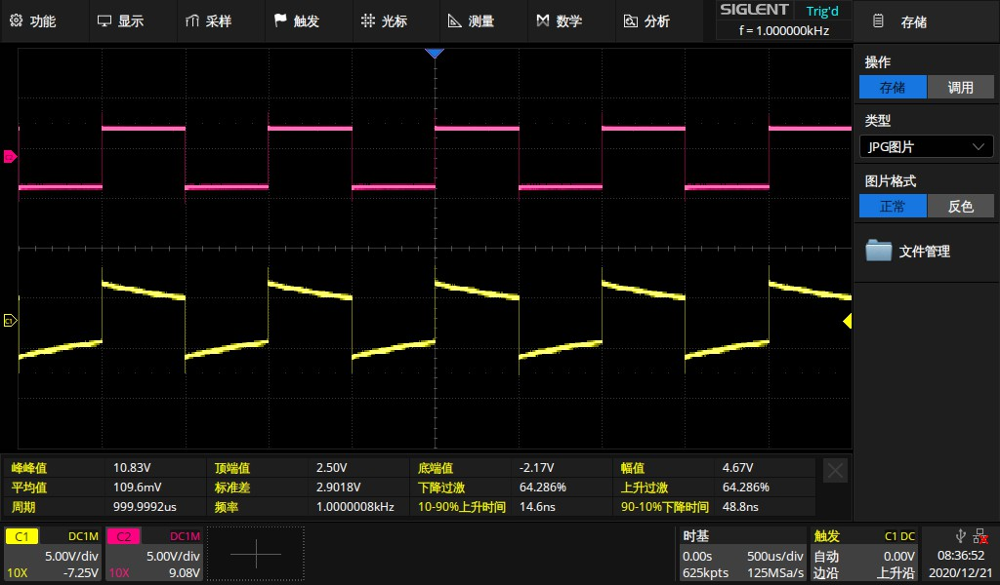 功能 显示 采样 触发 光标 测量 数学 分析 SIGLENT Trig'd 存储
f = 1.000000kHz
操作
存储 调用
类型
JPG图片
图片格式
正常 反色
文件管理
C1
峰峰值 10.83V 顶端值 2.50V 底端值 -2.17V 幅值 4.67V
平均值 109.6mV 标准差 2.9018V 下降过激 64.286% 上升过激 64.286%
周期 999.9992us 频率 1.0000008kHz 10-90%上升时间 14.6ns 90-10%下降时间 48.8ns
C1 DC1M C2 DC1M 时基 触发 C1 DC
5.00V/div 5.00V/div 0.00s 500us/div 自动 0.00V 08:36:52
10X -7.25V 10X 9.08V 625kpts 125MSa/s 边沿 上升沿 2020/12/21